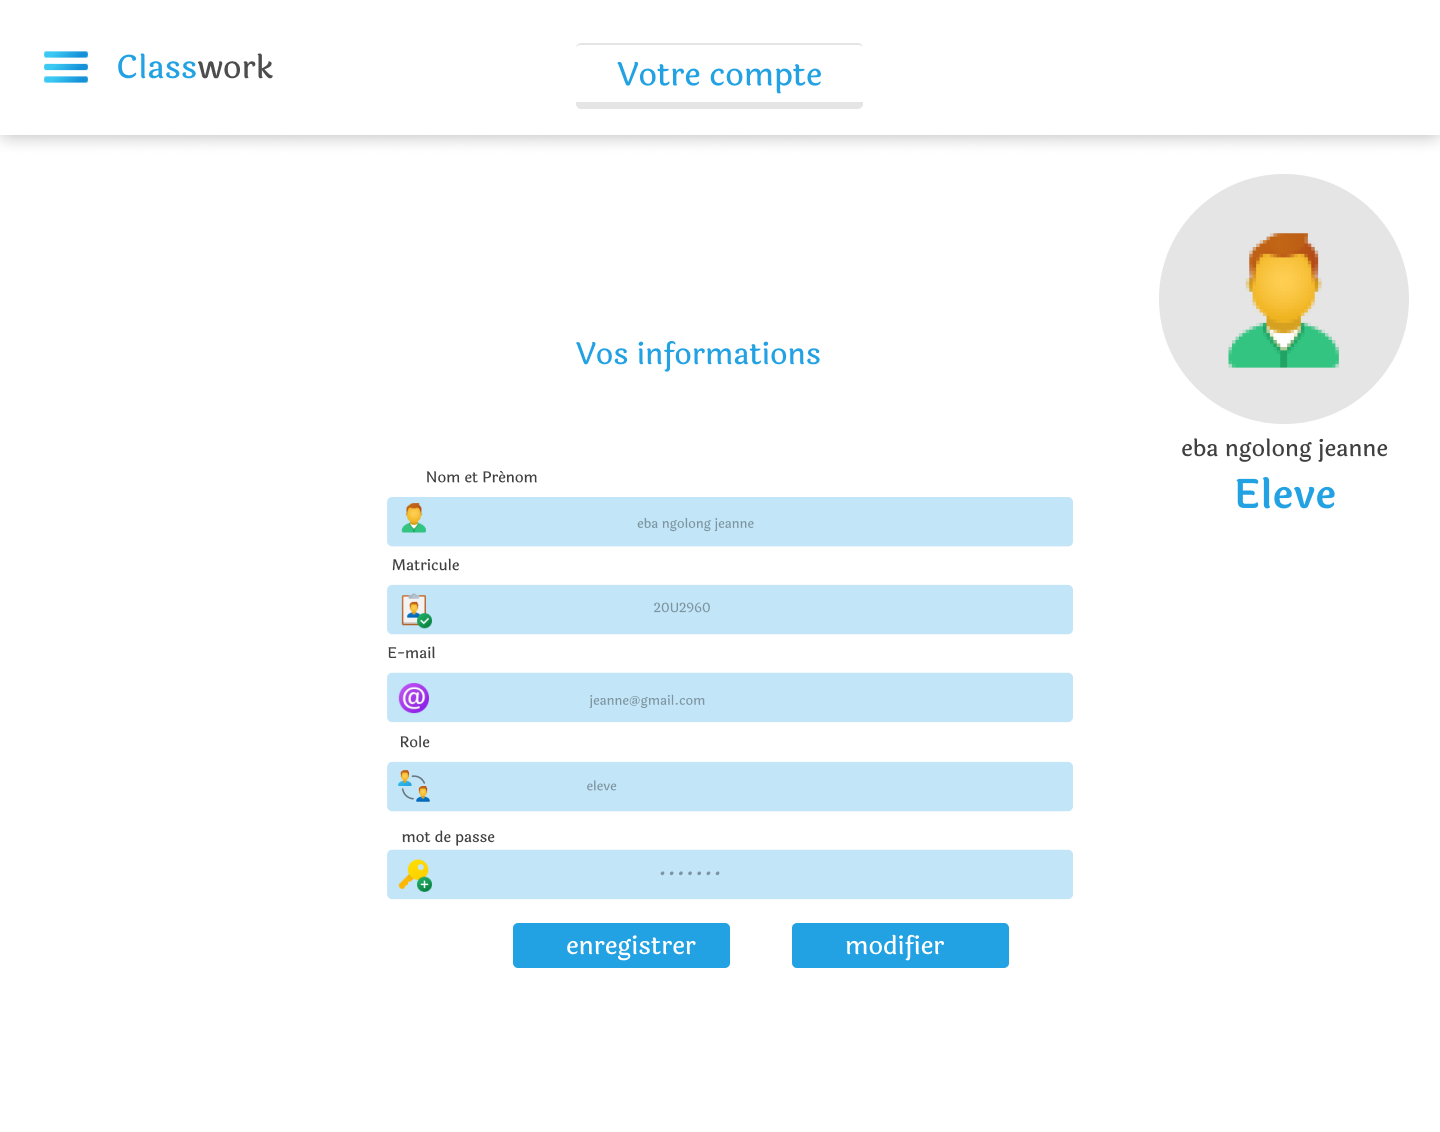 Classwork
Votre compte
eba ngolong jeanne
Eleve
Vos informations
Nom et Prènom
eba ngolong jeanne
Matricule
20U2960
E-mail
@
jeanne@gmail.com
Role
eleve
mot de passe
•••••••
enregistrer
modifier